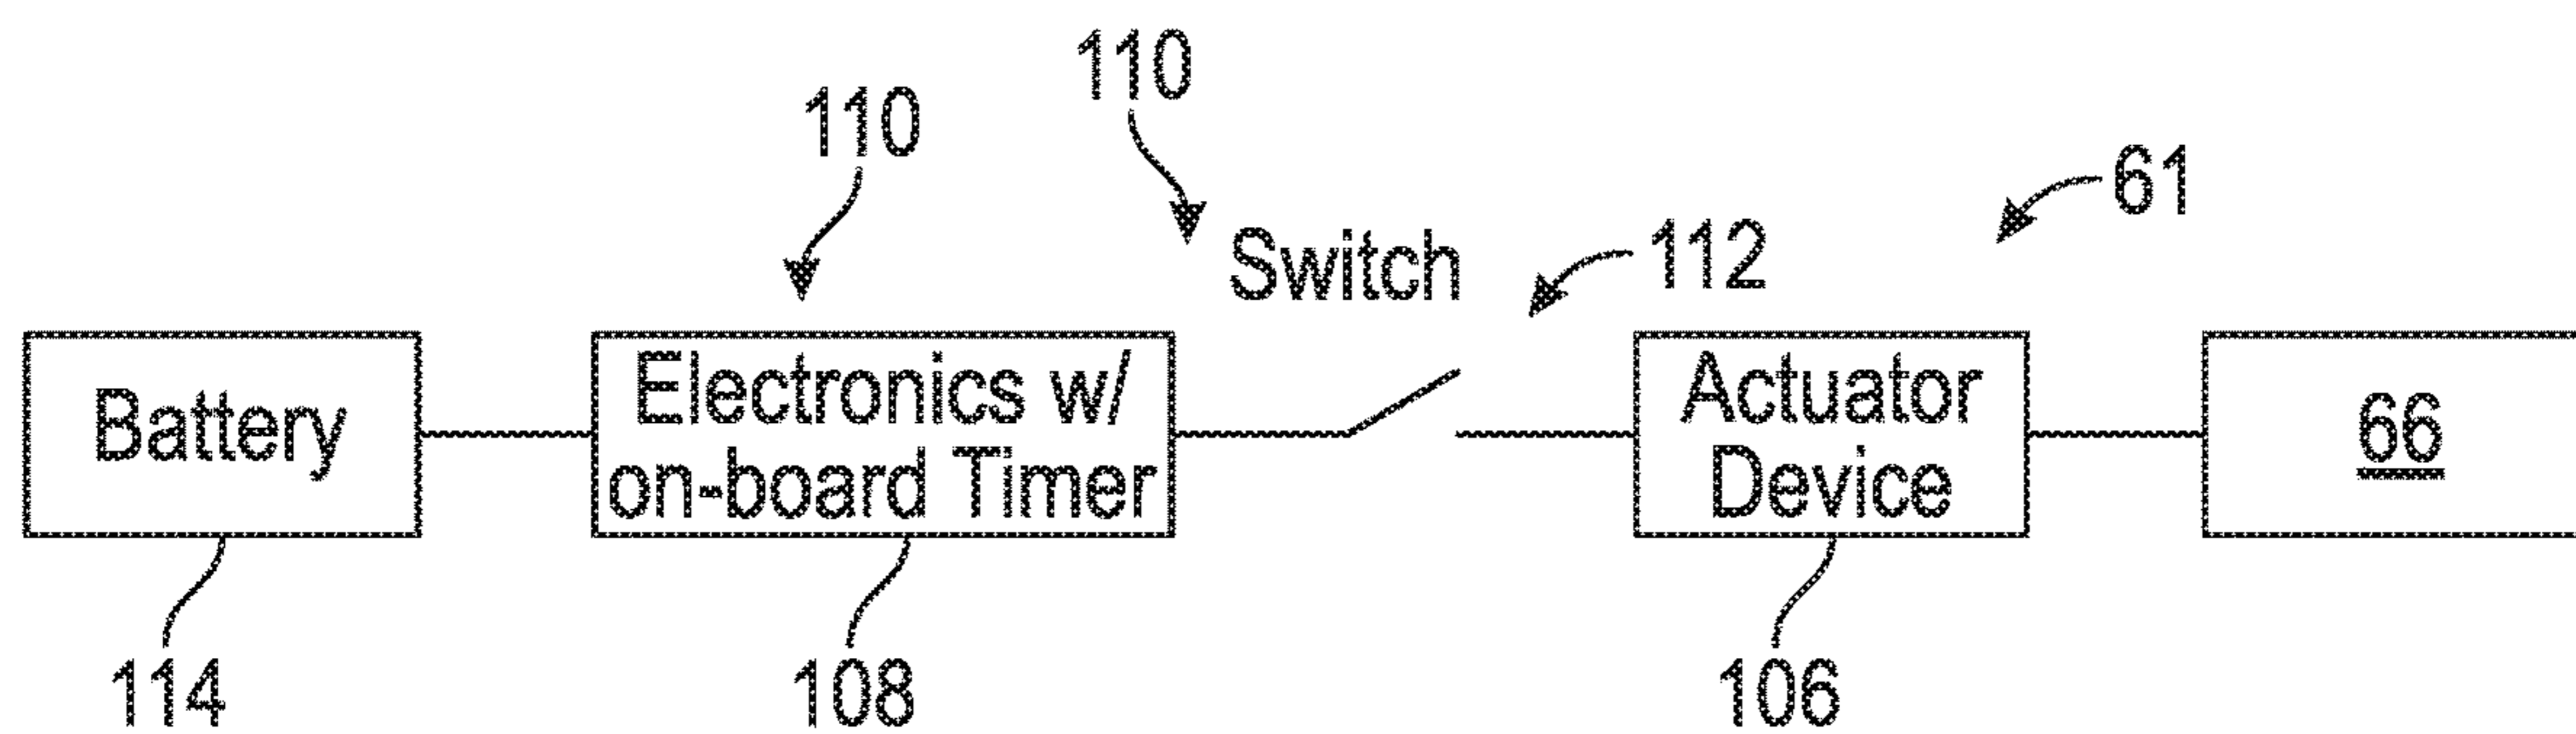 110
110
61
Switch
112
Battery
Electronics w/
on-board Timer
Actuator
Device
66
114
108
106